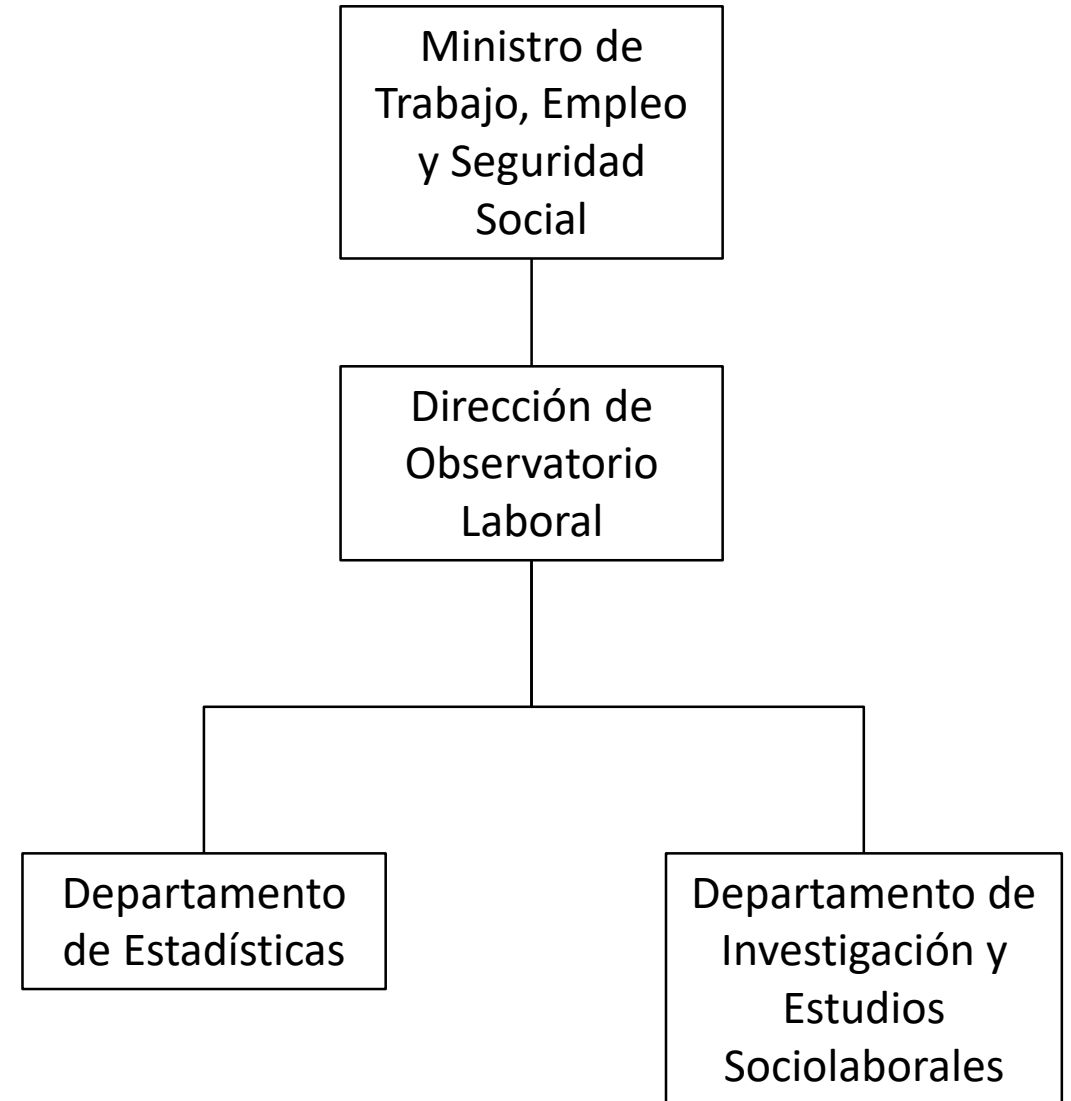 Ministro de
Trabajo, Empleo
y Seguridad
Social
Dirección de
Observatorio
Laboral
Departamento
de Estadísticas
Departamento de
Investigación y
Estudios
Sociolaborales